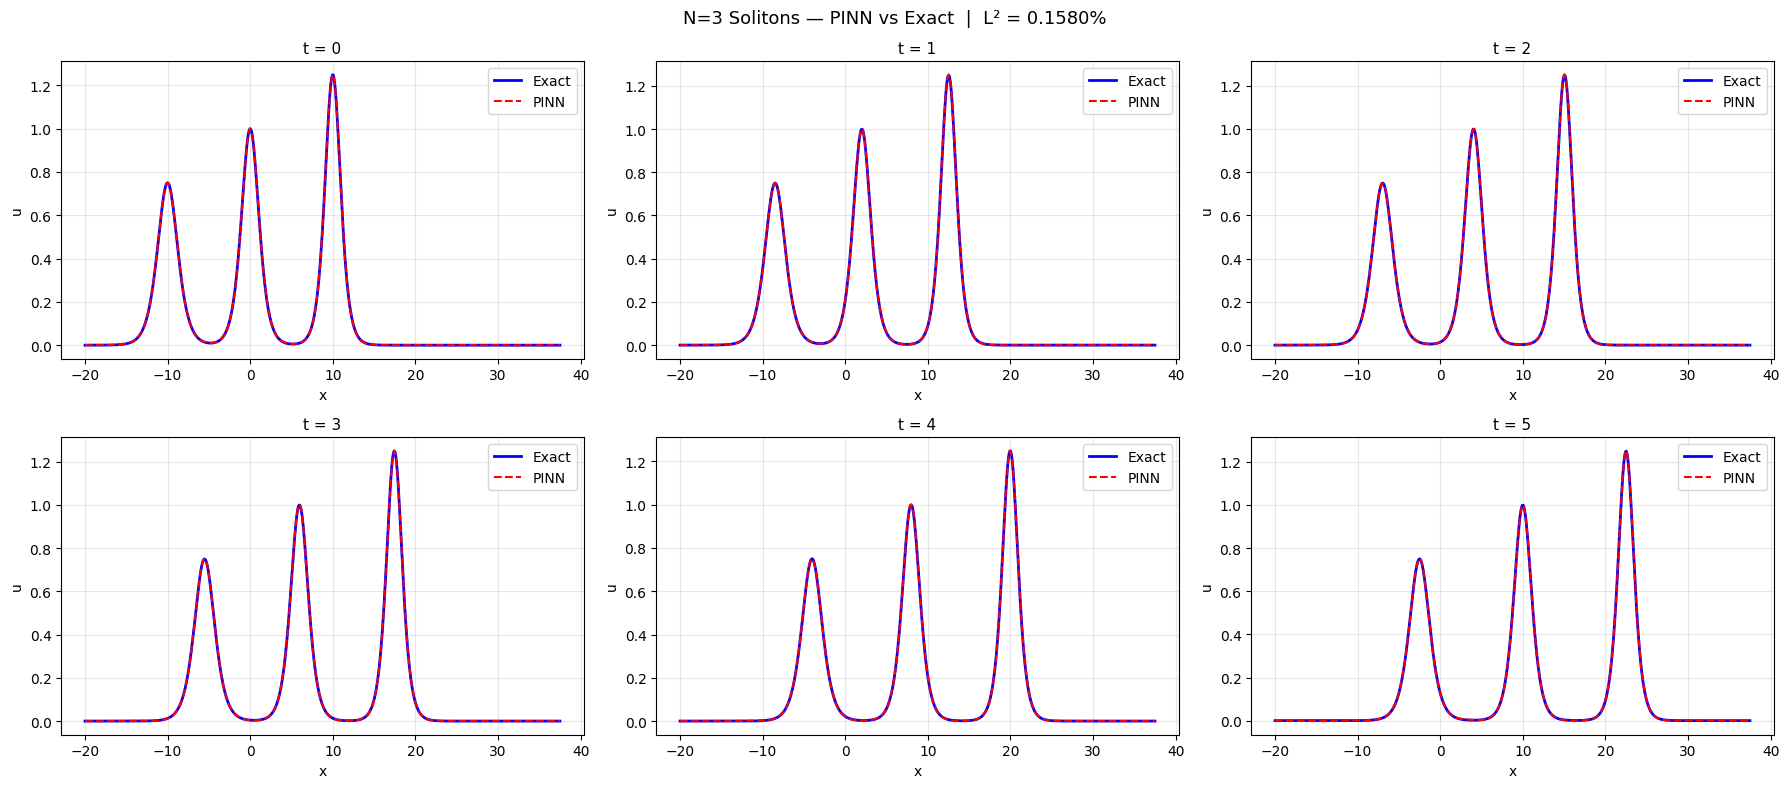 N=3 Solitons — PINN vs Exact | L² = 0.1580%
t = 0
t = 1
t = 2
1.2
1.0
0.8
0.6
0.4
0.2
0.0
u
Exact
PINN
−20
−10
0
10
20
30
40
x
1.2
1.0
0.8
0.6
0.4
0.2
0.0
u
Exact
PINN
−20
−10
0
10
20
30
40
x
1.2
1.0
0.8
0.6
0.4
0.2
0.0
u
Exact
PINN
−20
−10
0
10
20
30
40
x
t = 3
t = 4
t = 5
1.2
1.0
0.8
0.6
0.4
0.2
0.0
u
Exact
PINN
−20
−10
0
10
20
30
40
x
1.2
1.0
0.8
0.6
0.4
0.2
0.0
u
Exact
PINN
−20
−10
0
10
20
30
40
x
1.2
1.0
0.8
0.6
0.4
0.2
0.0
u
Exact
PINN
−20
−10
0
10
20
30
40
x